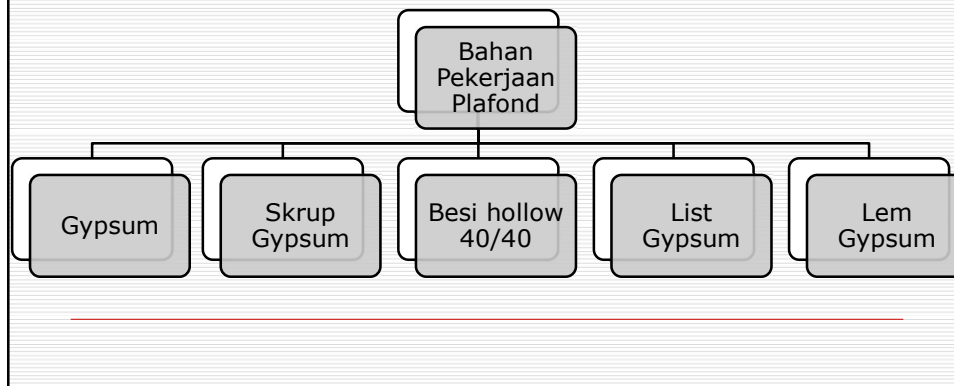 Bahan
Pekerjaan
Plafond
Gypsum
Skrup
Gypsum
Besi hollow
40/40
List
Gypsum
Lem
Gypsum